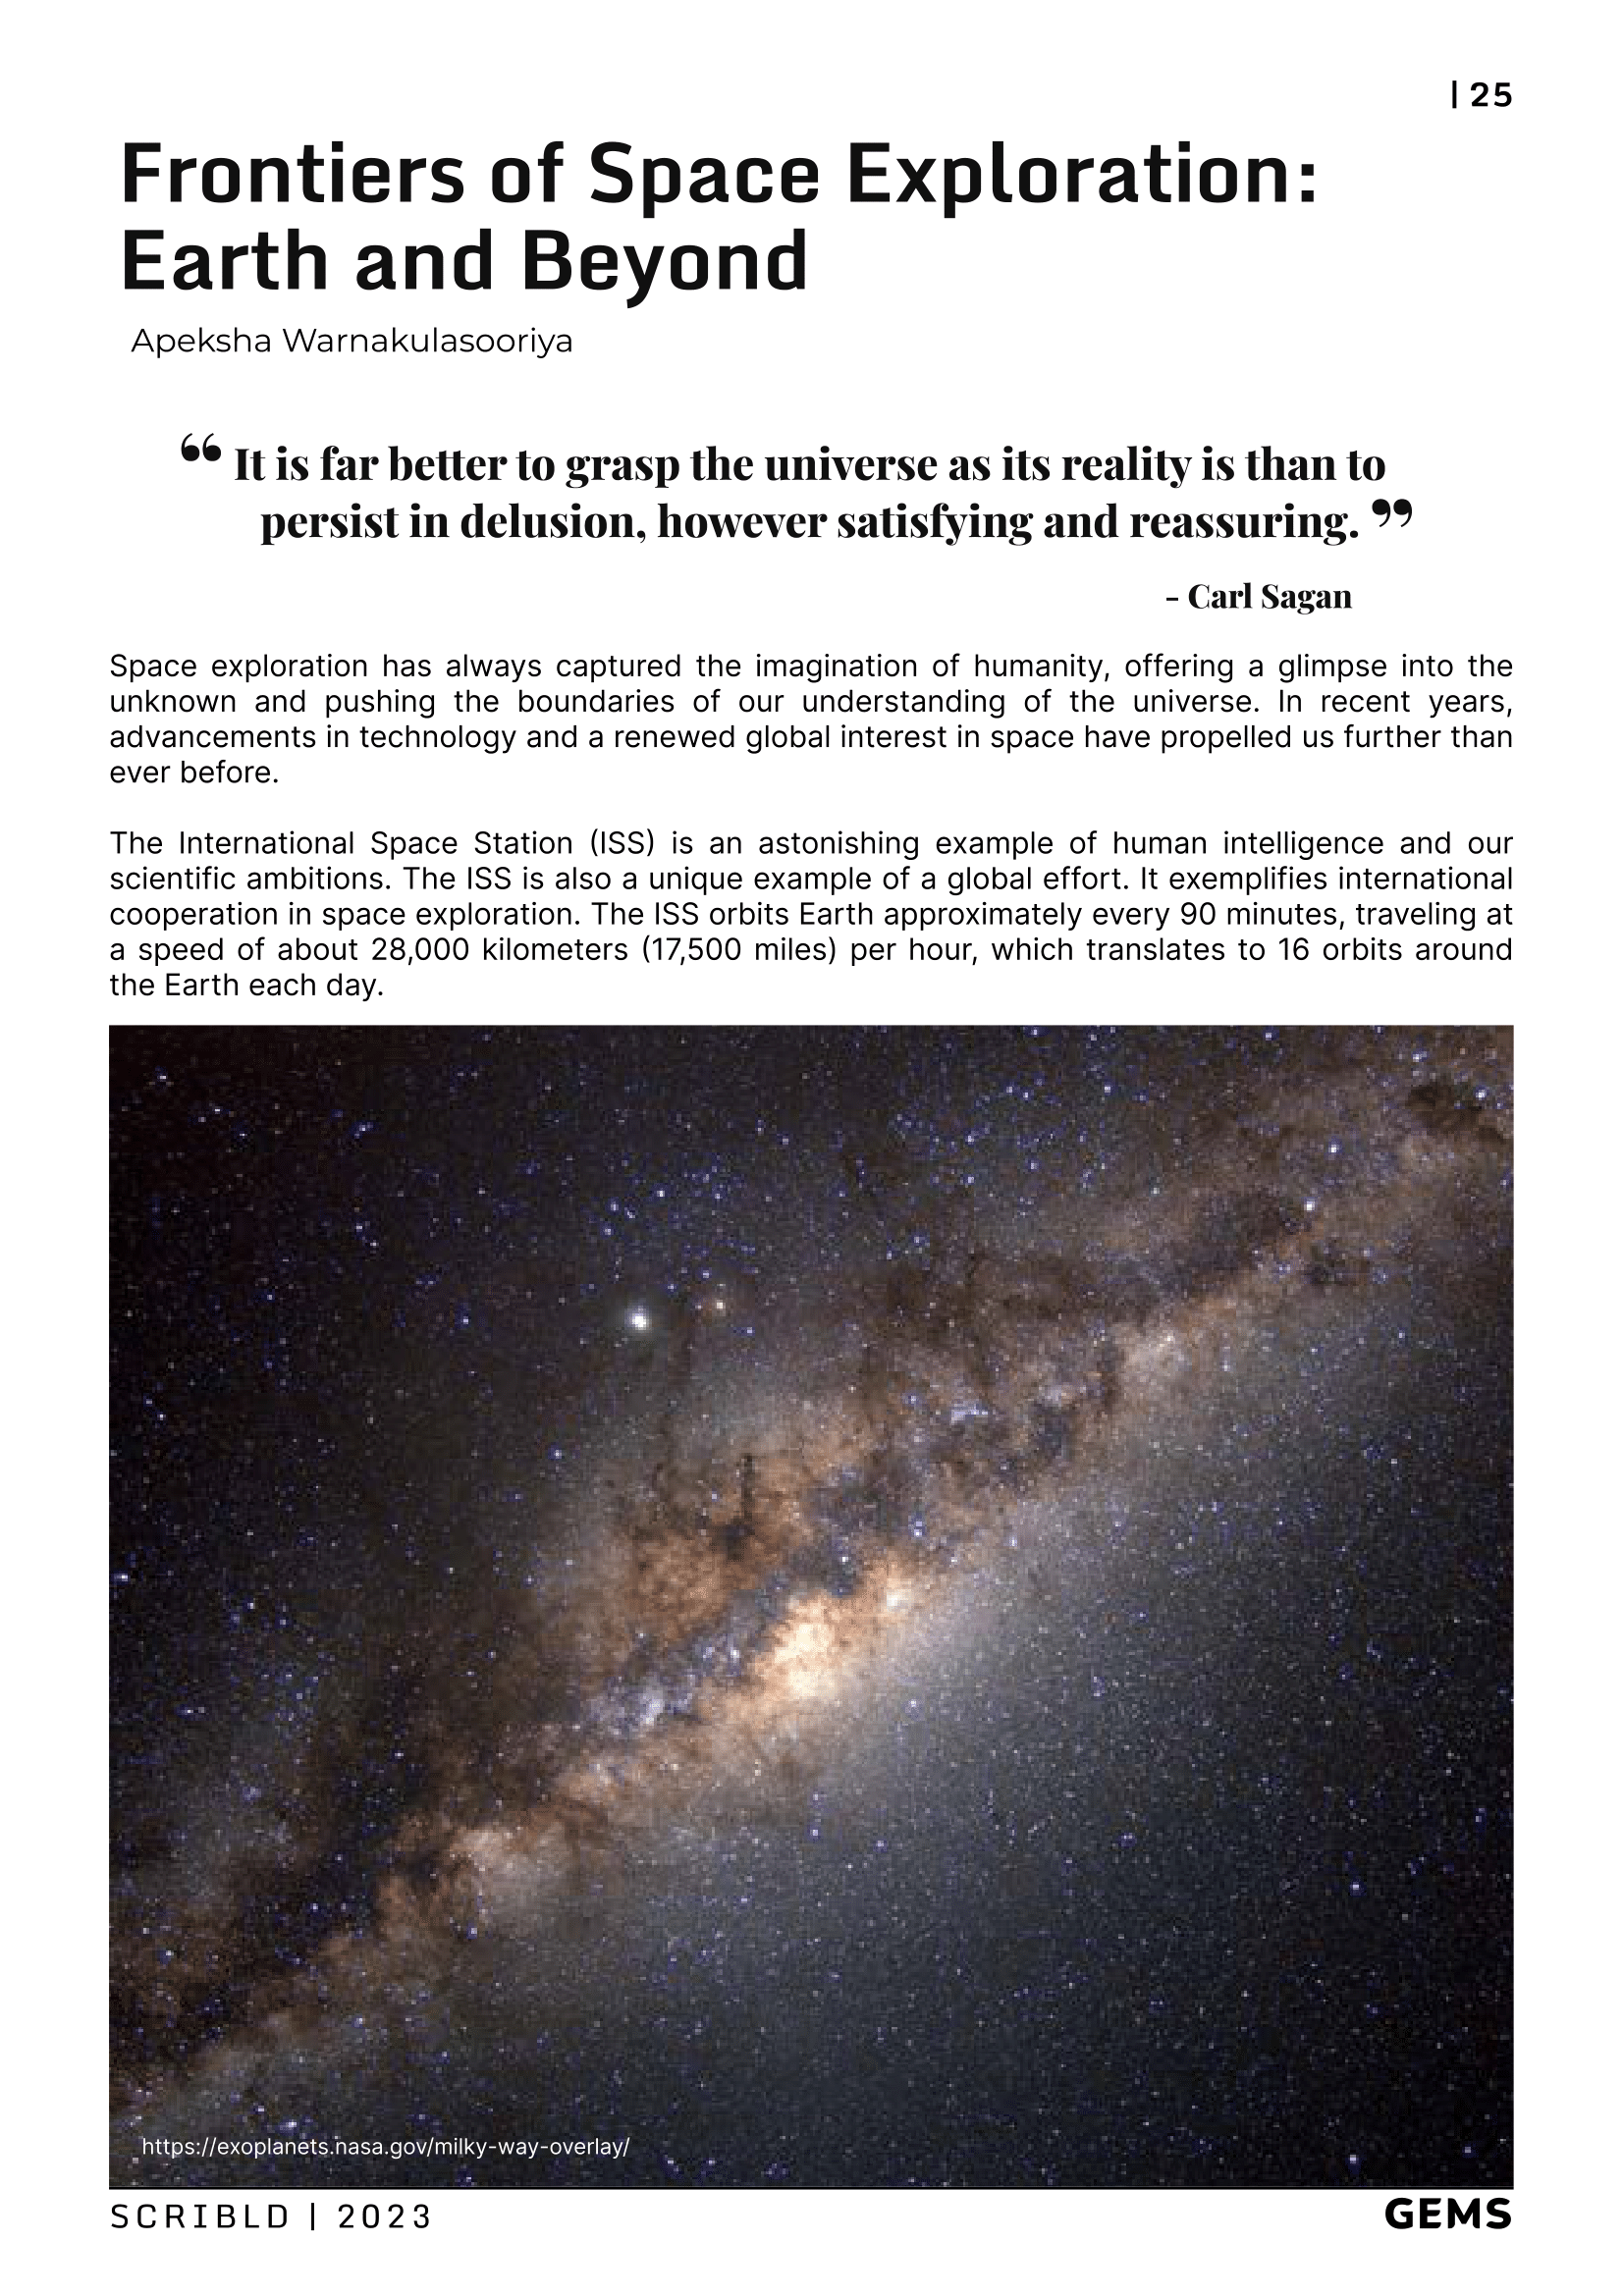 | 25
Frontiers of Space Exploration:
Earth and Beyond
Apeksha Warnakulasooriya
“ It is far better to grasp the universe as its reality is than to
persist in delusion, however satisfying and reassuring. ”
- Carl Sagan
Space exploration has always captured the imagination of humanity, offering a glimpse into the
unknown and pushing the boundaries of our understanding of the universe. In recent years,
advancements in technology and a renewed global interest in space have propelled us further than
ever before.
The International Space Station (ISS) is an astonishing example of human intelligence and our
scientific ambitions. The ISS is also a unique example of a global effort. It exemplifies international
cooperation in space exploration. The ISS orbits Earth approximately every 90 minutes, traveling at
a speed of about 28,000 kilometers (17,500 miles) per hour, which translates to 16 orbits around
the Earth each day.
https://exoplanets.nasa.gov/milky-way-overlay/
SCRIBLD | 2023
GEMS